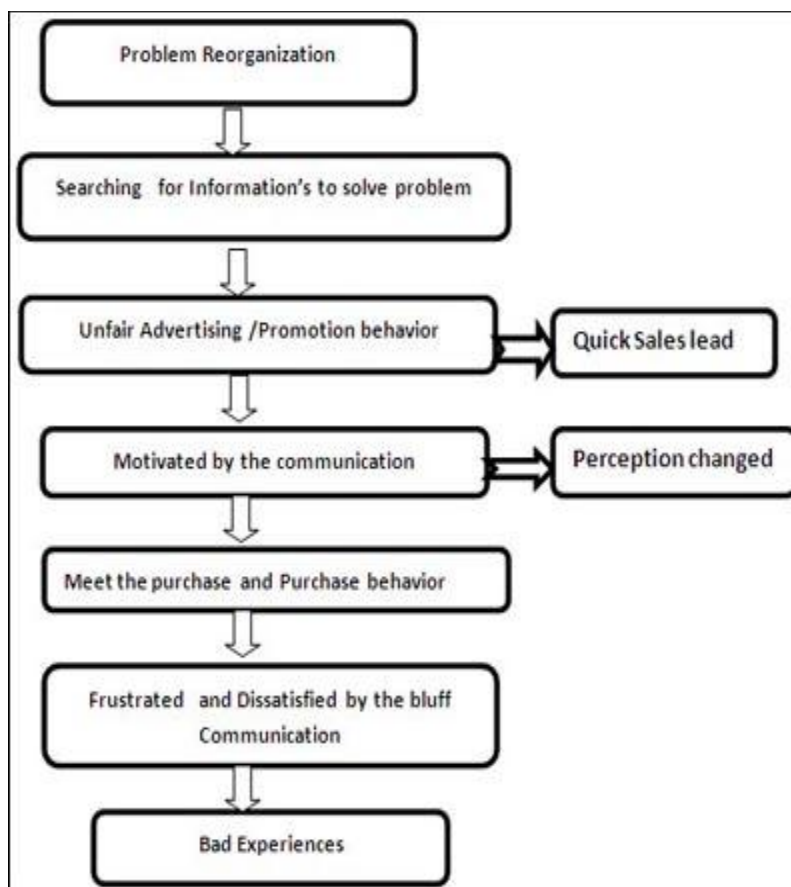 Problem Reorganization
Searching for Information's to solve problem
Unfair Advertising /Promotion behavior
Quick Sales lead
Motivated by the communication
Perception changed
Meet the purchase and Purchase behavior
Frustrated and Dissatisfied by the bluff
Communication
Bad Experiences